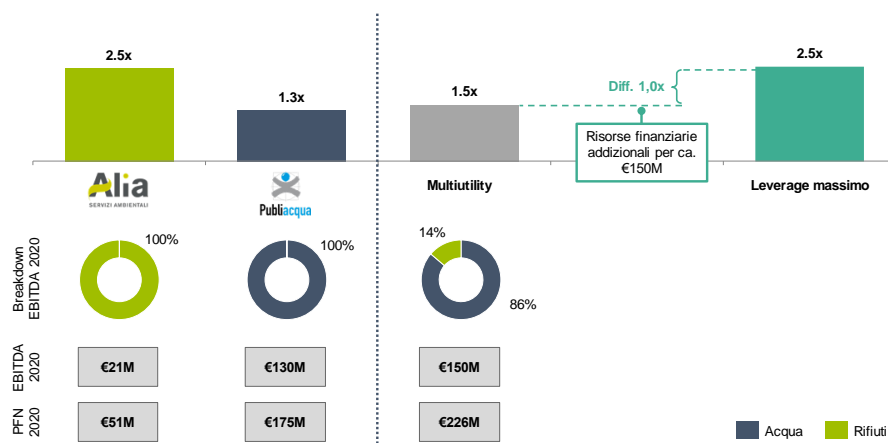 2.5x
1.3x
1.5x
Diff. 1,0x
2.5x
Risorse finanziarie
addizionali per ca.
€150M
Alia
SERVIZI AMBIENTALI
Publiacqua
Multiutility
Leverage massimo
Breakdown
EBITDA 2020
100%
100%
14%
86%
EBITDA
2020
€21M
€130M
€150M
PFN
2020
€51M
€175M
€226M
Acqua
Rifiuti